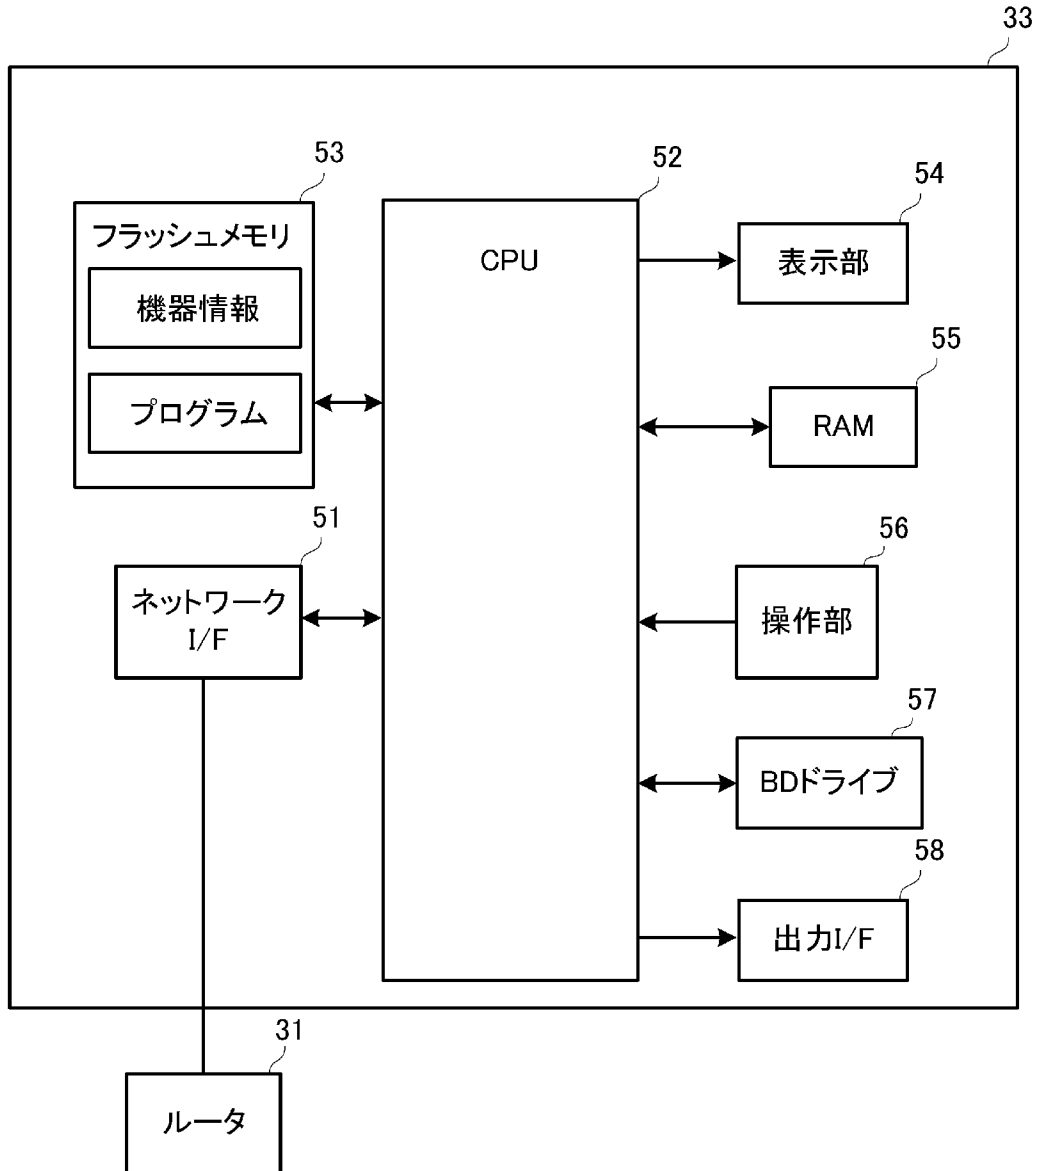 33
53
フラッシュメモリ
機器情報
プログラム
52
CPU
54
表示部
55
RAM
51
ネットワーク
I/F
56
操作部
57
BDドライブ
58
出力I/F
31
ルータ